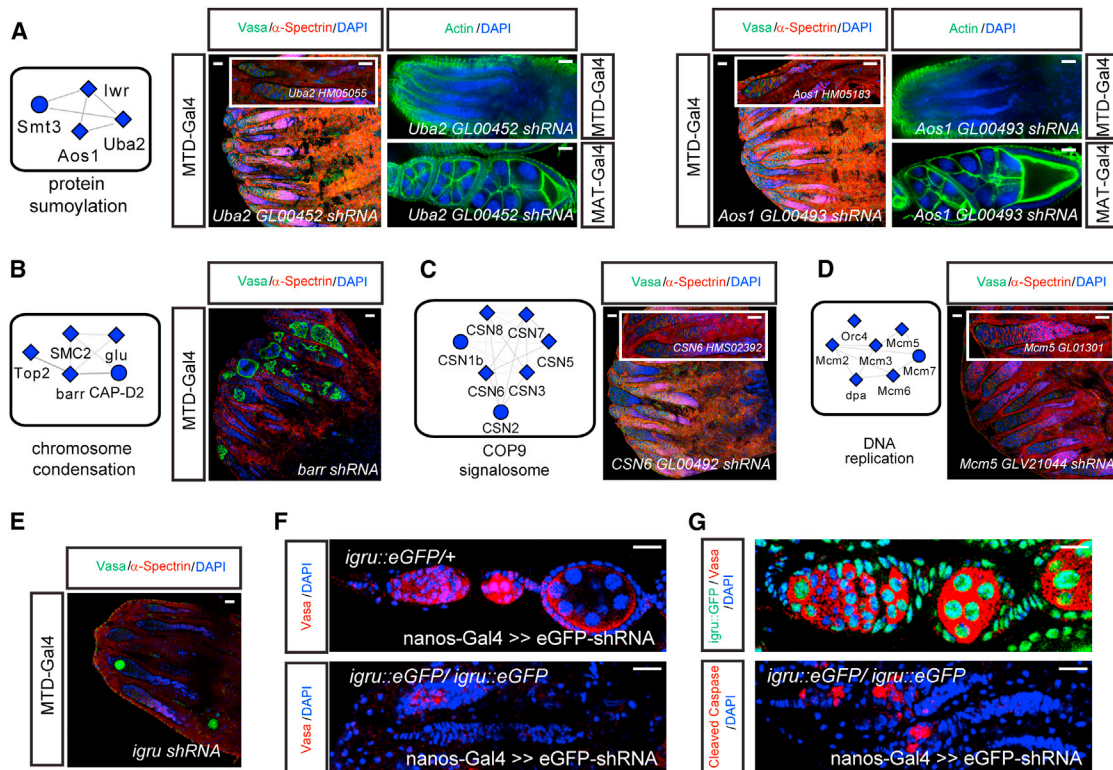 A
Vasa/α-Spectrin/DAPI
Actin/DAPI
MTD-Gal4
lwr
Smt3
Aos1
Uba2
protein
sumoylation
Uba2 HM05055
Uba2 GL00452 shRNA
Uba2 GL00452 shRNA
MTD-Gal4
Uba2 GL00452 shRNA
MAT-Gal4
Vasa/α-Spectrin/DAPI
Actin/DAPI
MTD-Gal4
Aos1 HM05183
Aos1 GL00493 shRNA
Aos1 GL00493 shRNA
MTD-Gal4
Aos1 GL00493 shRNA
MAT-Gal4
B
Vasa/α-Spectrin/DAPI
MTD-Gal4
SMC2
glu
Top2
barr
CAP-D2
chromosome
condensation
barr shRNA
C
Vasa/α-Spectrin/DAPI
CSN8
CSN7
CSN1b
CSN5
CSN6
CSN3
CSN2
COP9
signalosome
CSN6 HMS02392
CSN6 GL00492 shRNA
D
Vasa/α-Spectrin/DAPI
Orc4
Mcm5
Mcm2
Mcm3
Mcm7
dpa
Mcm6
DNA
replication
Mcm5 GL01301
Mcm5 GLV21044 shRNA
E
Vasa/α-Spectrin/DAPI
MTD-Gal4
igru shRNA
F
Vasa/DAPI
igru::eGFP/+
nanos-Gal4 >> eGFP-shRNA
Vasa/DAPI
igru::eGFP/ igru::eGFP
nanos-Gal4 >> eGFP-shRNA
G
igru::GFP/Vasa
/DAPI
Cleaved Caspase
/DAPI
igru::eGFP/ igru::eGFP
nanos-Gal4 >> eGFP-shRNA